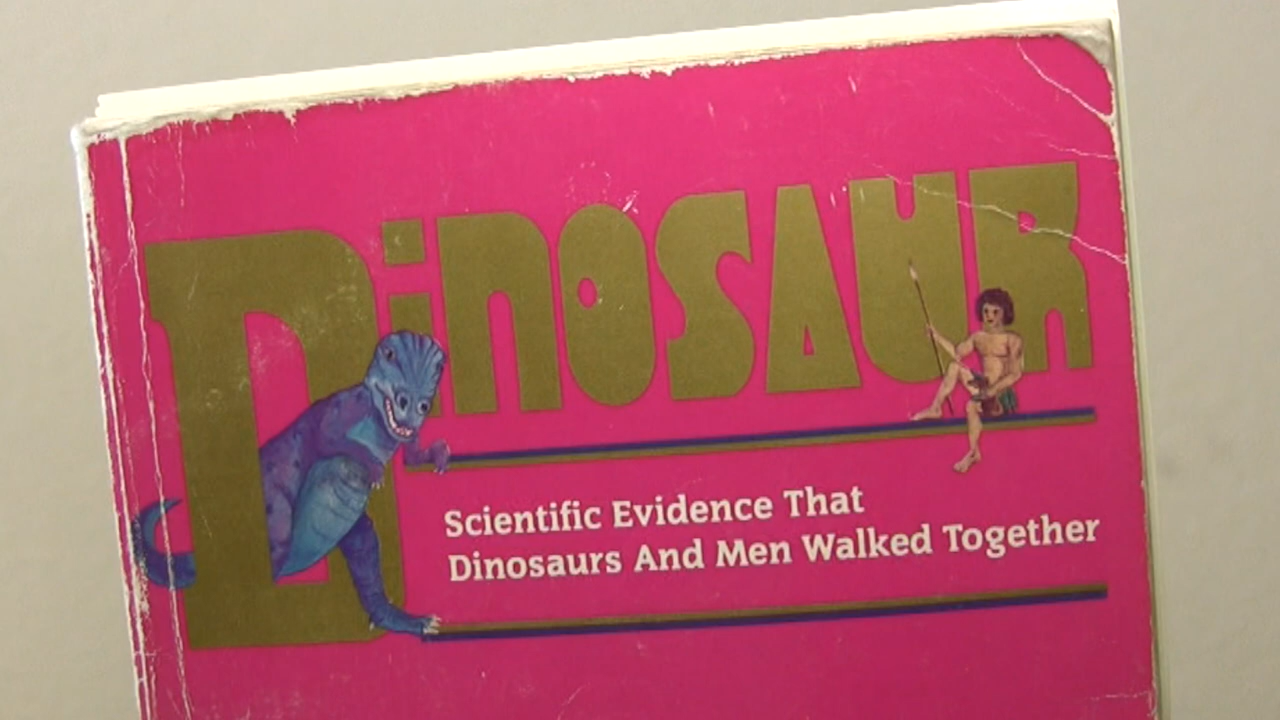 DiNOSAUR
Scientific Evidence That
Dinosaurs And Men Walked Together